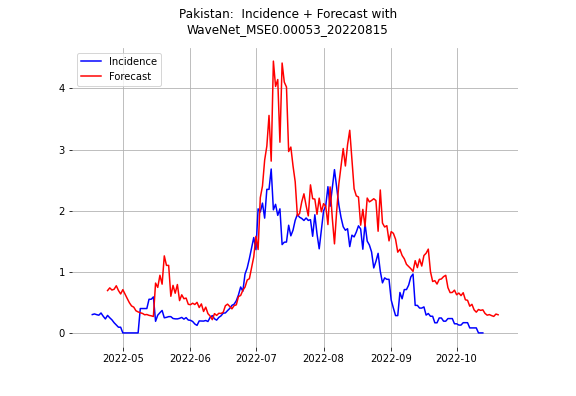 Pakistan:  Incidence + Forecast with
WaveNet_MSE0.00053_20220815
Incidence
Forecast
4
3
2
1
0
2022-05 2022-06 2022-07 2022-08 2022-09 2022-10